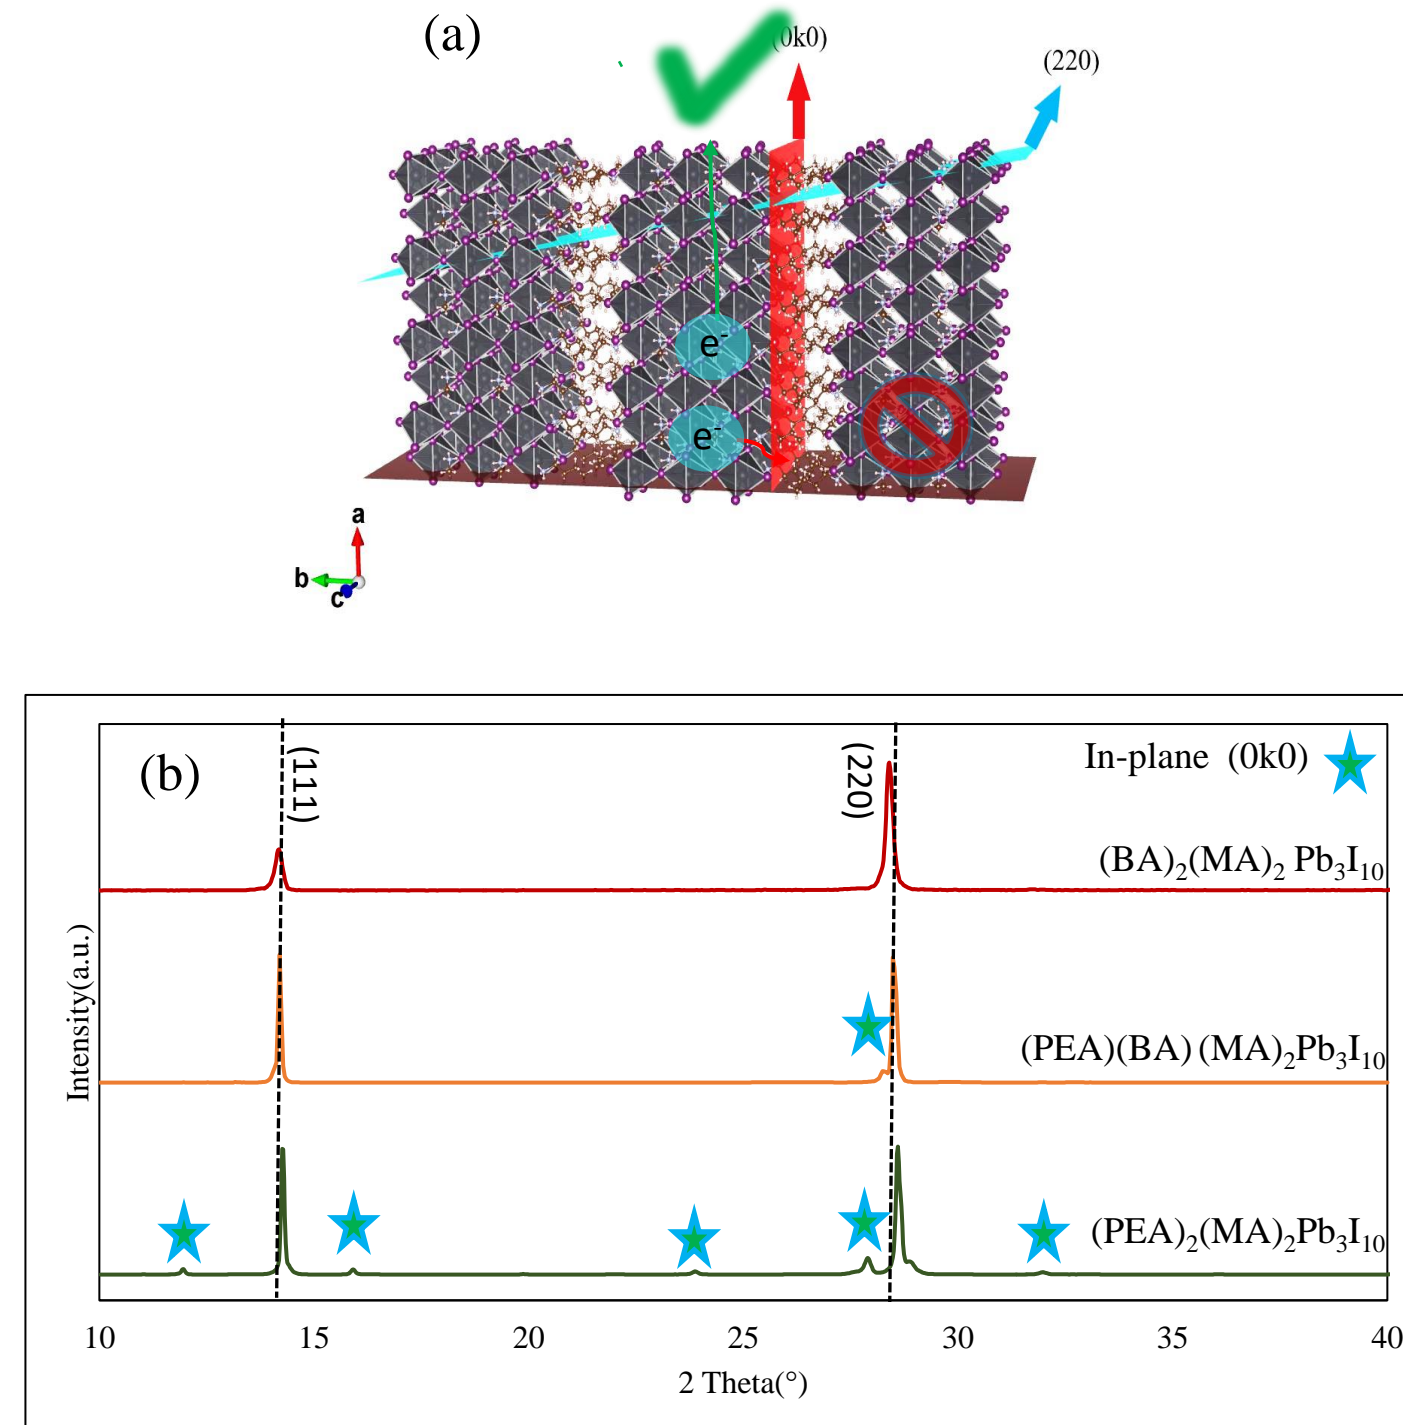 (a)
(0k0)
(220)
e-
e-
a
b
c
(b)
(111)
(220)
In-plane (0k0)
(BA)₂(MA)₂ Pb₃I₁₀
(PEA)(BA) (MA)₂Pb₃I₁₀
(PEA)₂(MA)₂Pb₃I₁₀
Intensity(a.u.)
10 15 20 25 30 35 40
2 Theta(°)